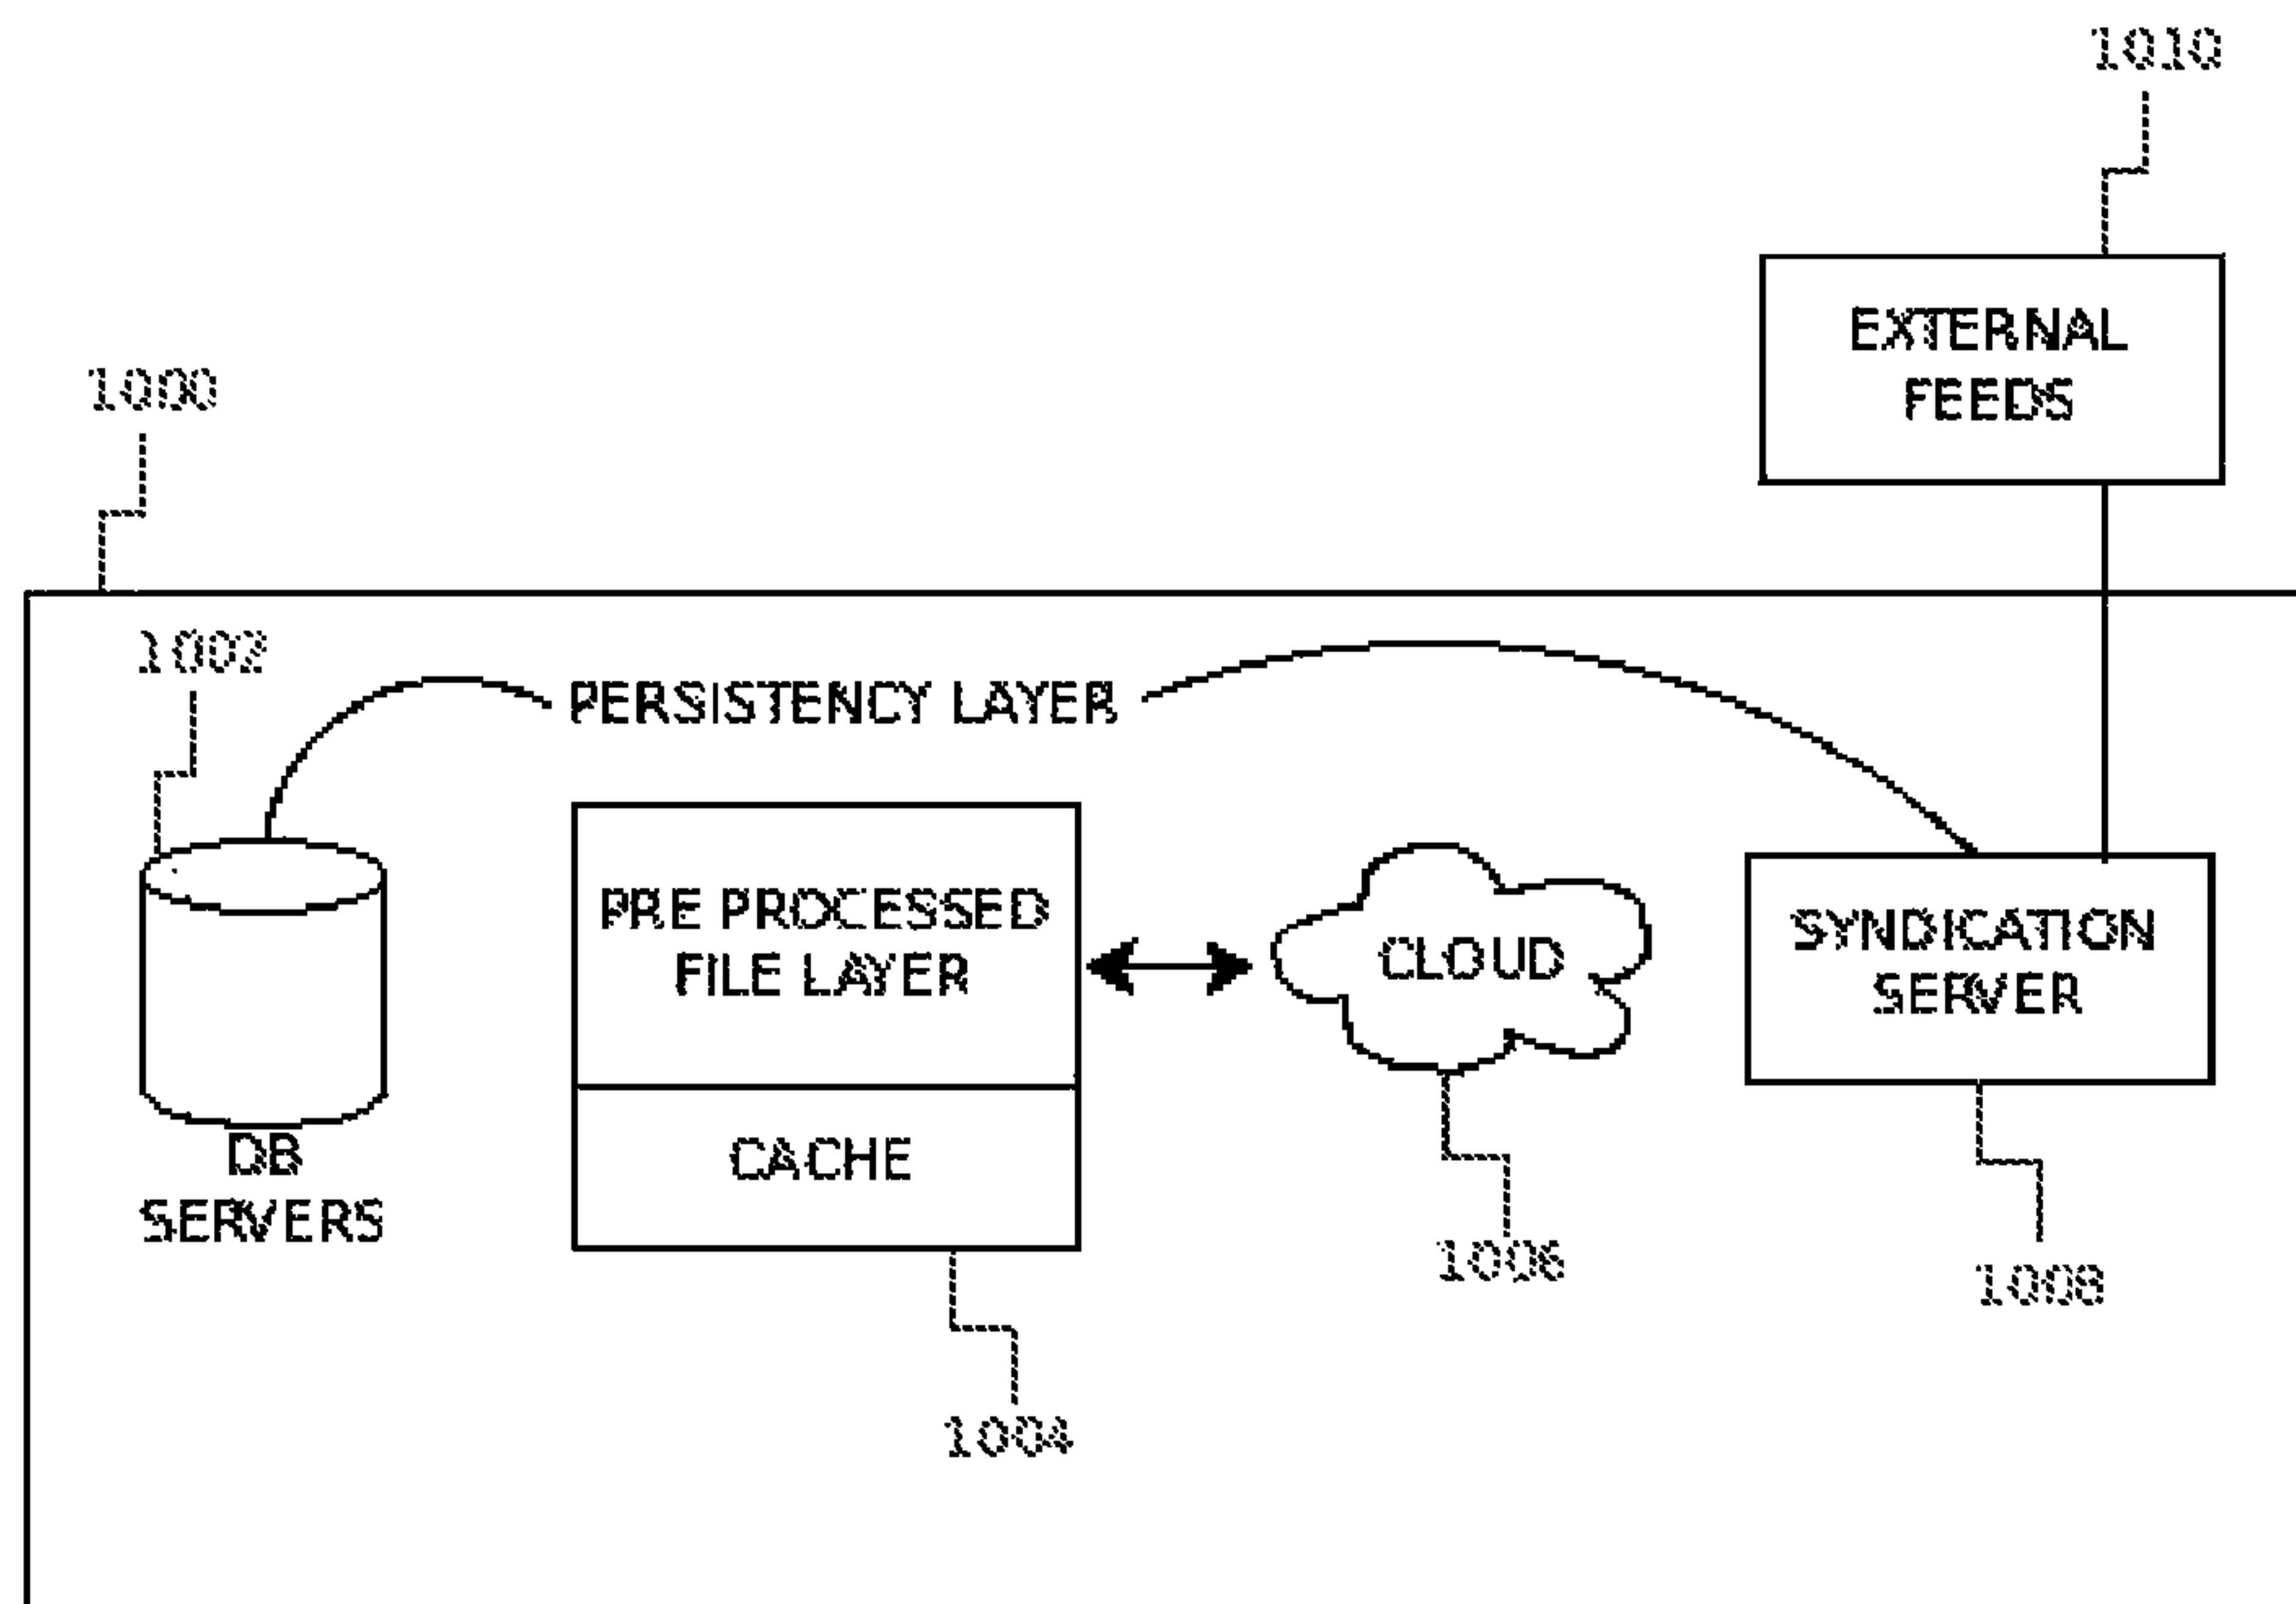 1010
EXTERNAL
FEEDS
1000
1002
PERSISTENCY LAYER
PRE PROCESSED
FILE LAYER
CLOUD
SYNDICATION
SERVER
CACHE
DB
SERVERS
1006
1008
1004